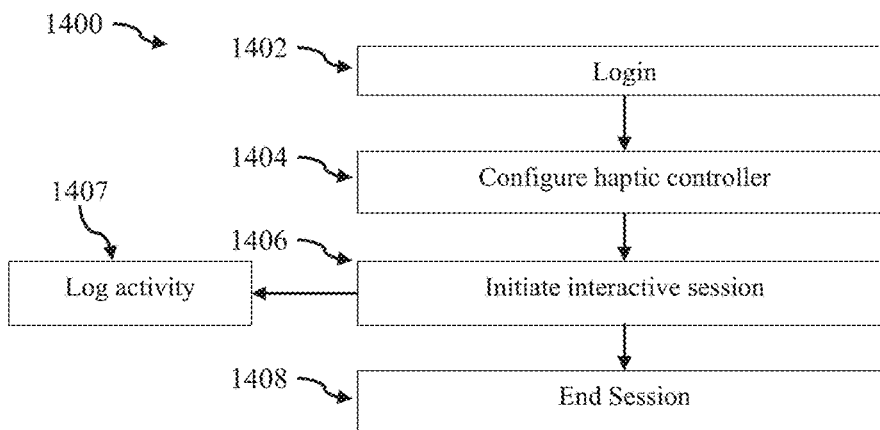 1400
1402
Login
1404
Configure haptic controller
1407
1406
Log activity
Initiate interactive session
1408
End Session